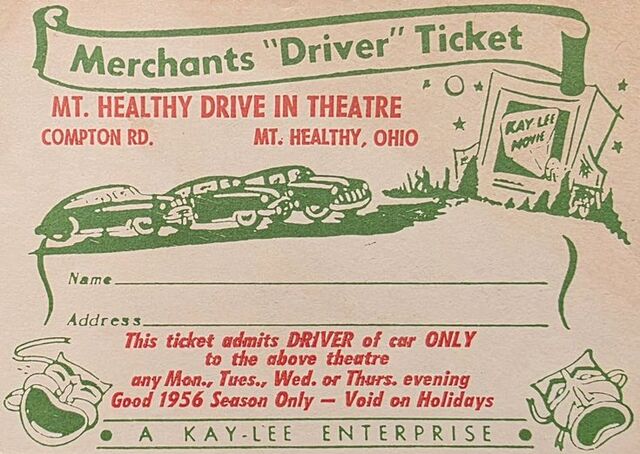 Merchants "Driver" Ticket
MT. HEALTHY DRIVE IN THEATRE
COMPTON RD. MT. HEALTHY, OHIO
KAY-LEE
MOVIE
Name
Address
This ticket admits DRIVER of car ONLY
to the above theatre
any Mon., Tues., Wed. or Thurs. evening
Good 1956 Season Only — Void on Holidays
• A KAY-LEE ENTERPRISE •